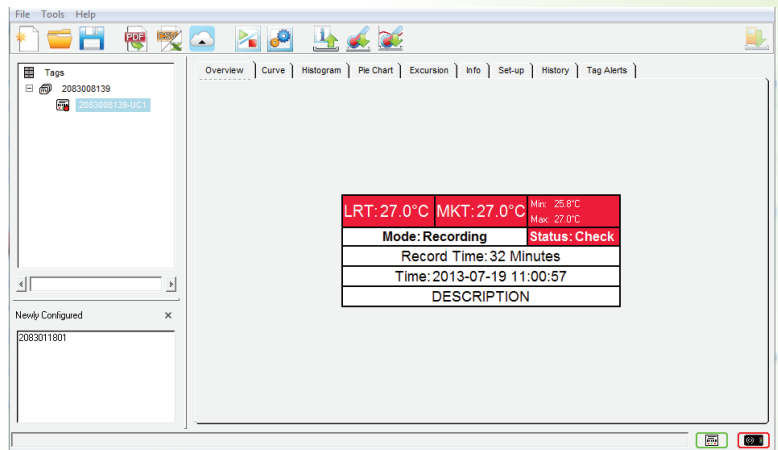 File Tools Help
PDF
Tags
2083008139
2083008139-UC1
Newly Configured
2083011801
Overview Curve Histogram Pie Chart Excursion Info Set-up History Tag Alerts
LRT: 27.0°C MKT: 27.0°C Min: 25.8°C
Max: 27.0°C
Mode: Recording Status: Check
Record Time: 32 Minutes
Time: 2013-07-19 11:00:57
DESCRIPTION